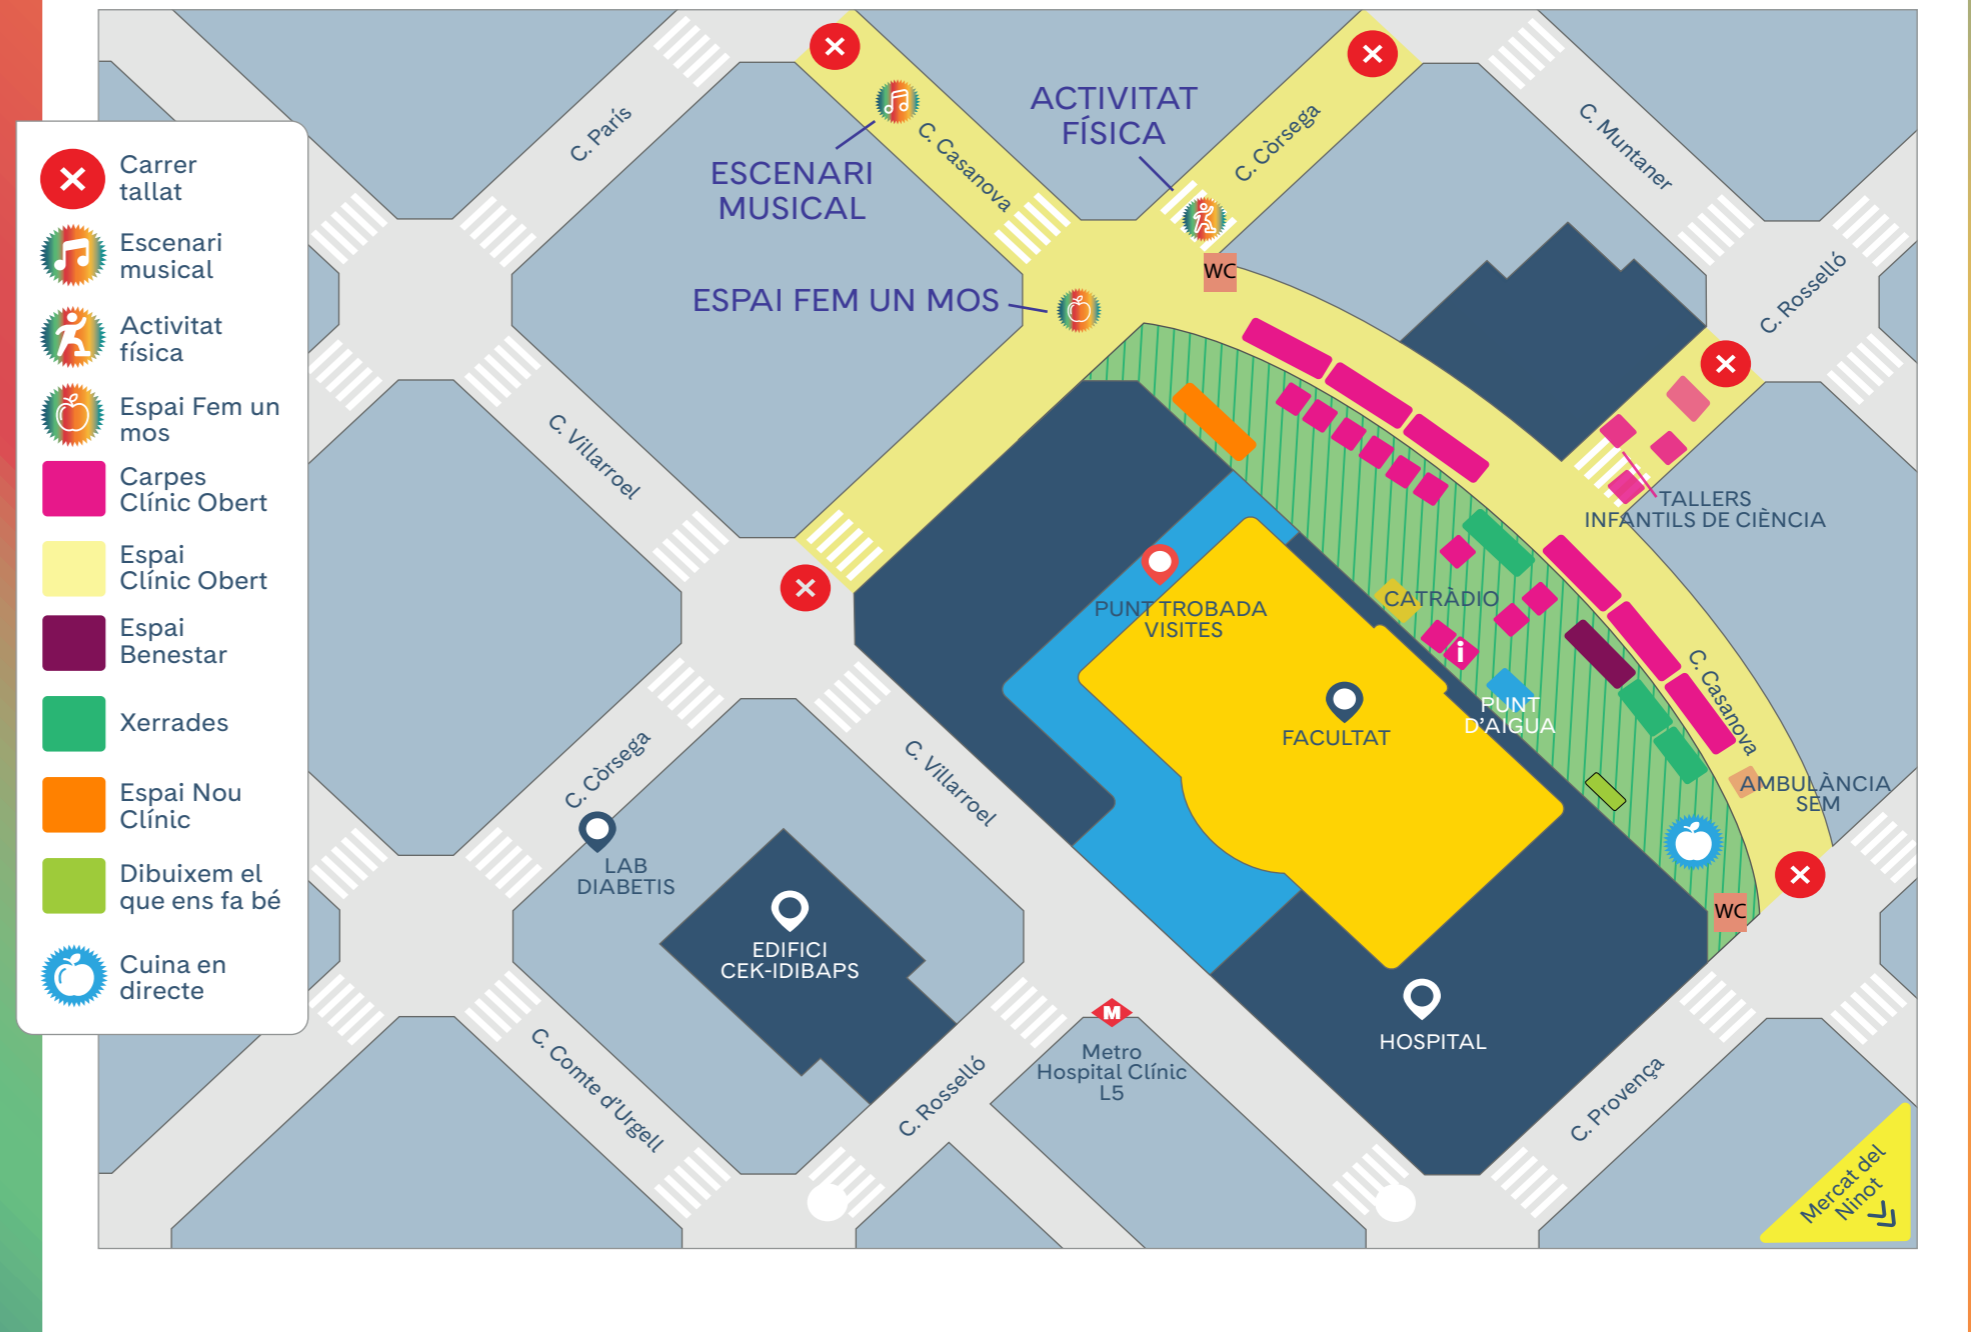 Carrer
tallat
Escenari
musical
Activitat
física
Espai Fem un
mos
Carpes
Clínic Obert
Espai
Clínic Obert
Espai
Benestar
Xerrades
Espai Nou
Clínic
Dibuixem el
que ens fa bé
Cuina en
directe
C. París
ESCENARI
MUSICAL
C. Casanova
ACTIVITAT
FÍSICA
C. Còrsega
C. Muntaner
C. Rosselló
WC
ESPAI FEM UN MOS
C. Villarroel
TALLERS
INFANTILS DE CIÈNCIA
PUNT TROBADA
VISITES
CATRÀDIO
i
FACULTAT
PUNT
D'AIGUA
C. Casanova
AMBULÀNCIA
SEM
C. Còrsega
C. Villarroel
LAB
DIABETIS
EDIFICI
CEK-IDIBAPS
WC
M
Metro
Hospital Clínic
L5
HOSPITAL
C. Comte d'Urgell
C. Rosselló
C. Provença
Mercat del
Ninot